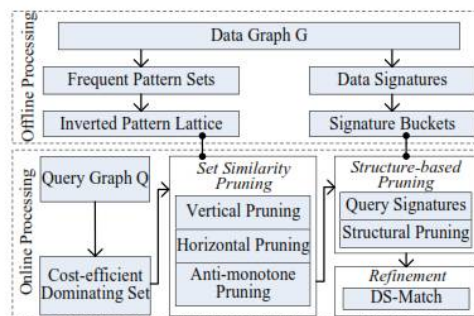 Offline Processing
Data Graph G
Frequent Pattern Sets
Data Signatures
Inverted Pattern Lattice
Signature Buckets
Online Processing
Query Graph Q
Cost-efficient
Dominating Set
Set Similarity
Pruning
Vertical Pruning
Horizontal Pruning
Anti-monotone
Pruning
Structure-based
Pruning
Query Signatures
Structural Pruning
Refinement
DS-Match